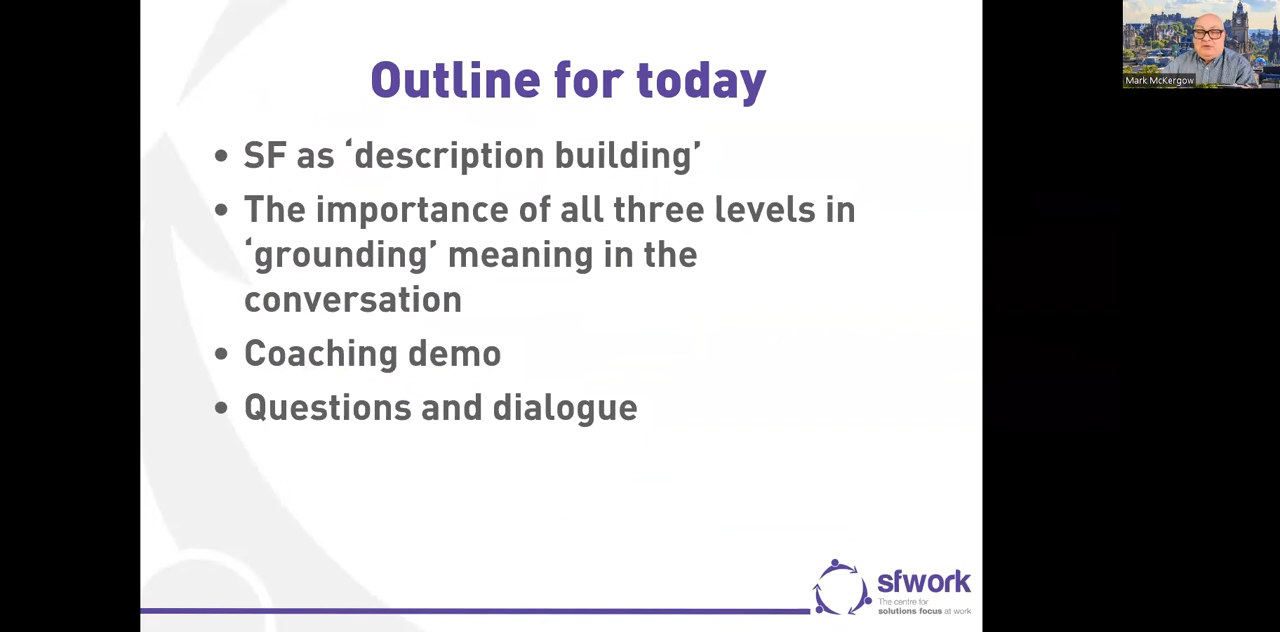 Outline for today
• SF as ‘description building’
• The importance of all three levels in
‘grounding’ meaning in the
conversation
• Coaching demo
• Questions and dialogue
Mark McKergow
sfwork
The centre for
solutions focus at work